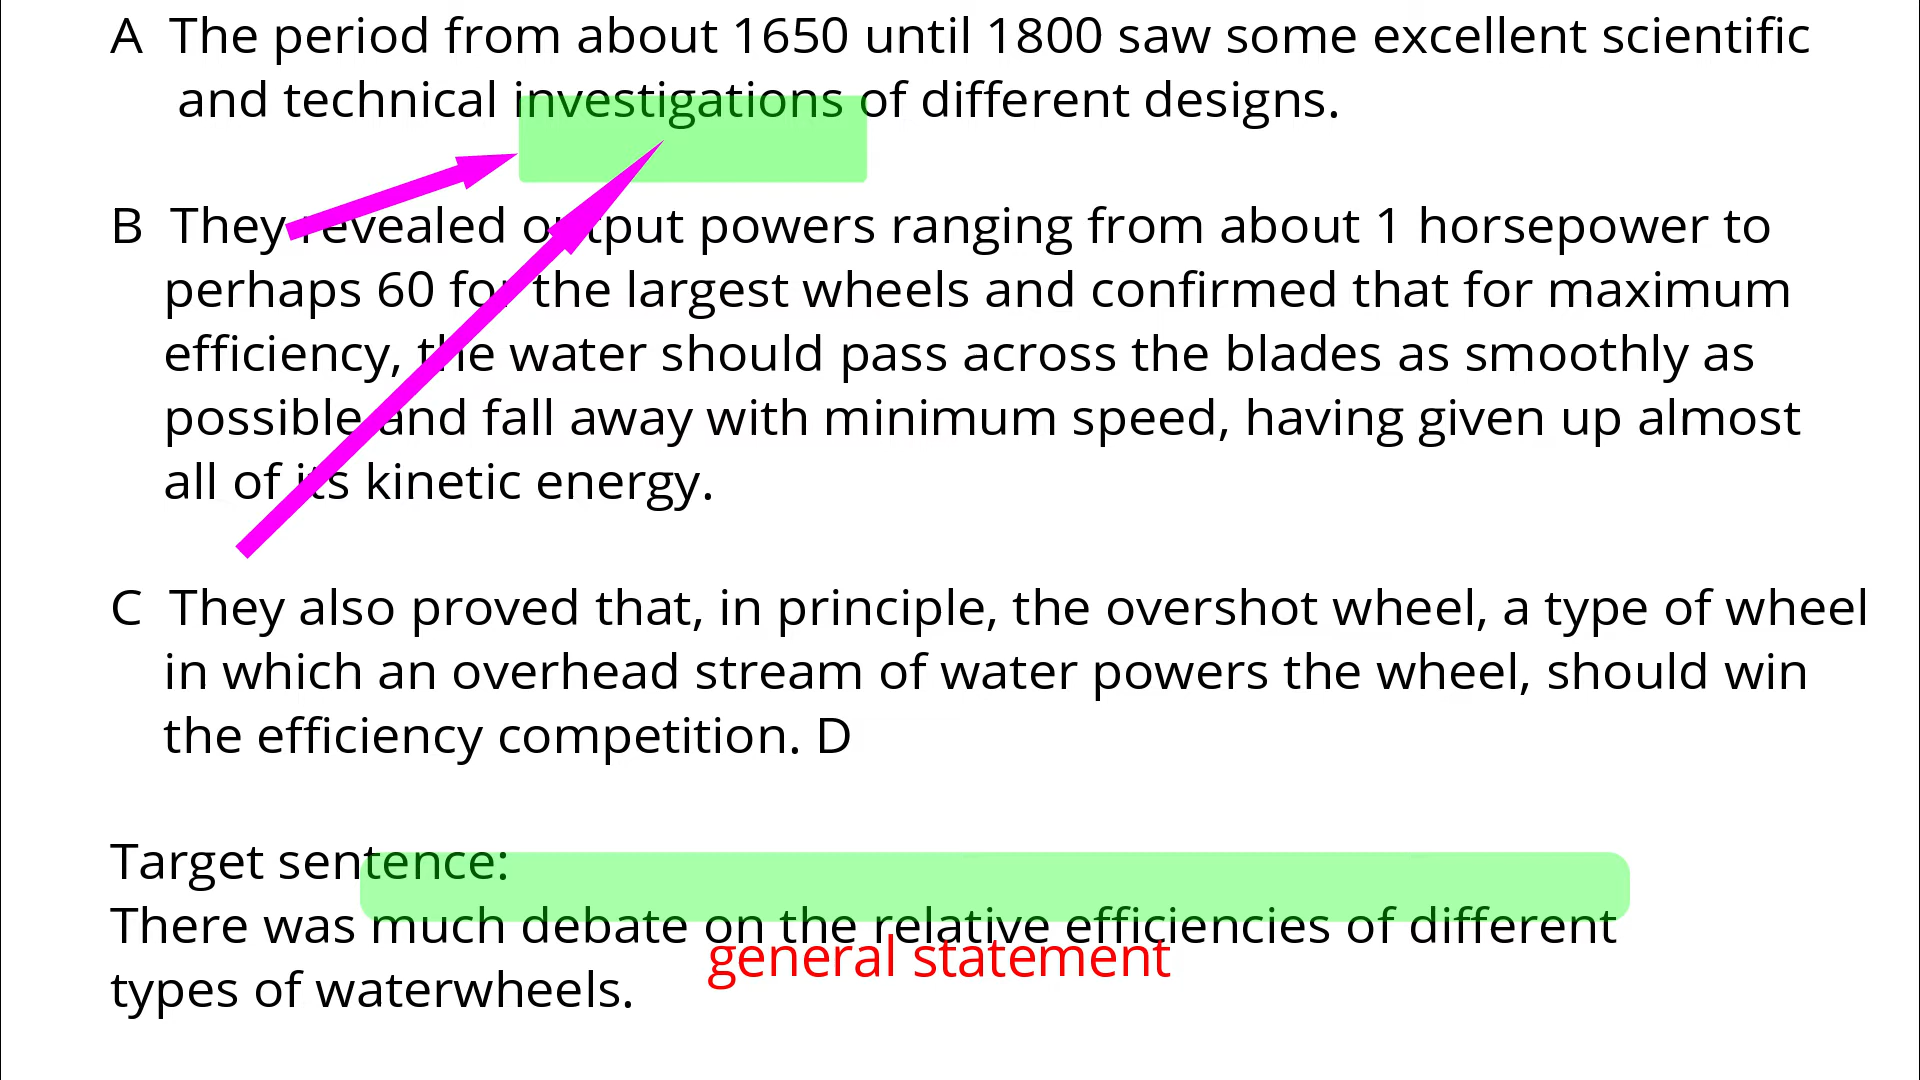 A The period from about 1650 until 1800 saw some excellent scientific
and technical investigations of different designs.
B They revealed output powers ranging from about 1 horsepower to
perhaps 60 for the largest wheels and confirmed that for maximum
efficiency, the water should pass across the blades as smoothly as
possible and fall away with minimum speed, having given up almost
all of its kinetic energy.
C They also proved that, in principle, the overshot wheel, a type of wheel
in which an overhead stream of water powers the wheel, should win
the efficiency competition. D
Target sentence:
There was much debate on the relative efficiencies of different
general statement
types of waterwheels.